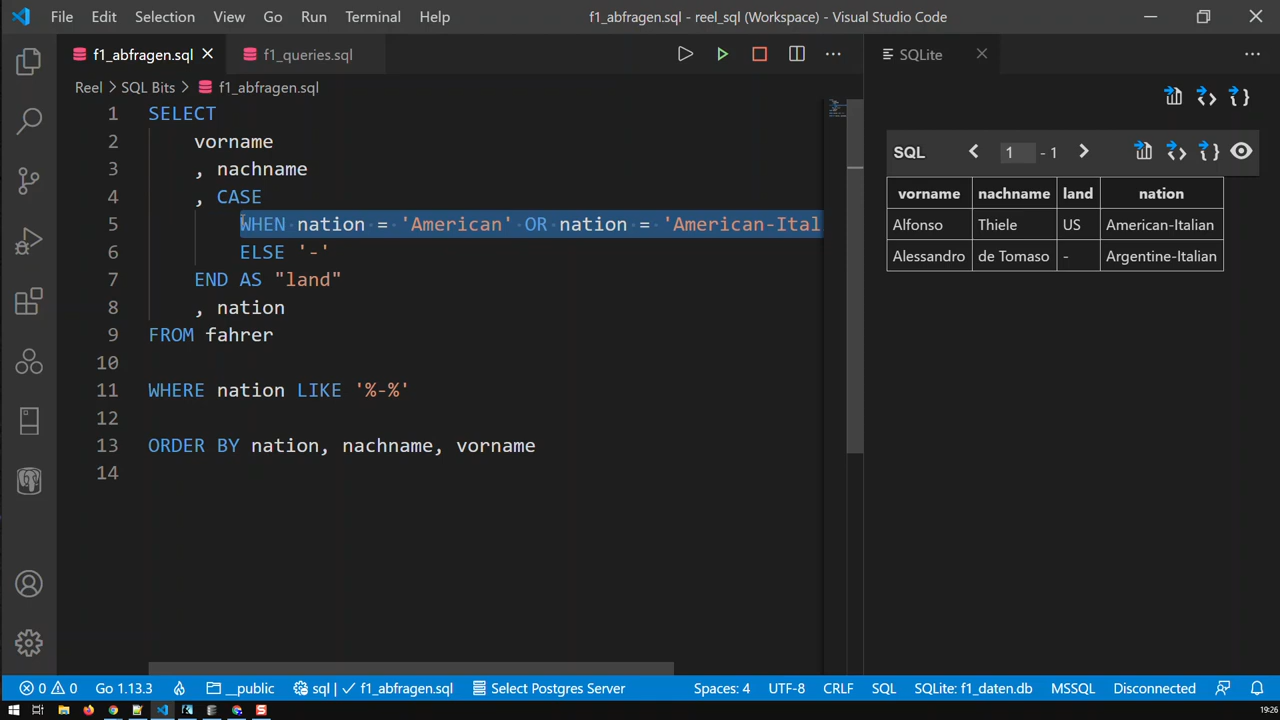 File Edit Selection View Go Run Terminal Help f1_abfragen.sql - reel_sql (Workspace) - Visual Studio Code
f1_abfragen.sql f1_queries.sql SQLite
Reel > SQL Bits > f1_abfragen.sql
1 SELECT
2 vorname
3 , nachname
4 , CASE
5 WHEN nation = 'American' OR nation = 'American-Ital
6 ELSE '-'
7 END AS "land"
8 , nation
9 FROM fahrer
10
11 WHERE nation LIKE '%-%'
12
13 ORDER BY nation, nachname, vorname
14
SQL < 1 - 1 >
vorname nachname land nation
Alfonso Thiele US American-Italian
Alessandro de Tomaso - Argentine-Italian
0 0 Go 1.13.3 __public sql | ✓ f1_abfragen.sql Select Postgres Server Spaces: 4 UTF-8 CRLF SQL SQLite: f1_daten.db MSSQL Disconnected
19:26